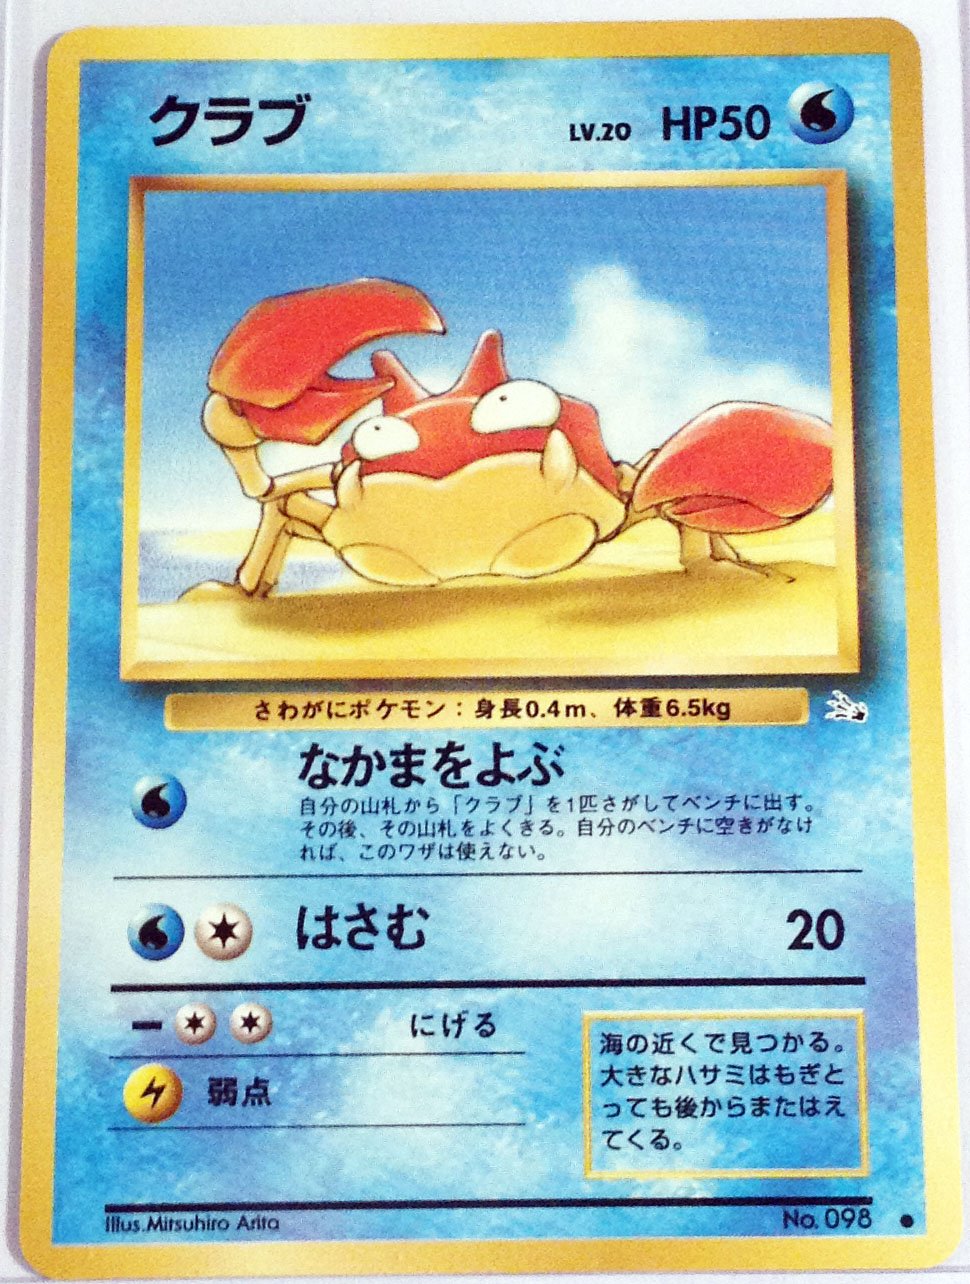 クラブ LV.20 HP50
さわがにポケモン：身長0.4m、体重6.5kg
なかまをよぶ
自分の山札から「クラブ」を1匹さがしてベンチに出す。
その後、その山札をよくきる。自分のベンチに空きがなけ
れば、このワザは使えない。
はさむ 20
にげる
弱点
海の近くで見つかる。
大きなハサミはもぎと
っても後からまたはえ
てくる。
Illus.Mitsuhiro Arita No. 098